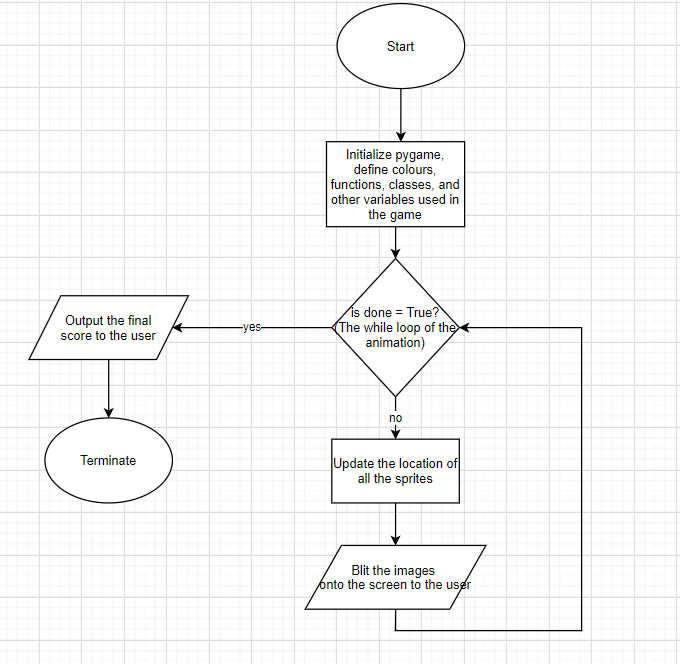 Start
Initialize pygame,
define colours,
functions, classes, and
other variables used in
the game
is done = True?
(The while loop of the
animation)
yes
Output the final
score to the user
Terminate
no
Update the location of
all the sprites
Blit the images
onto the screen to the user